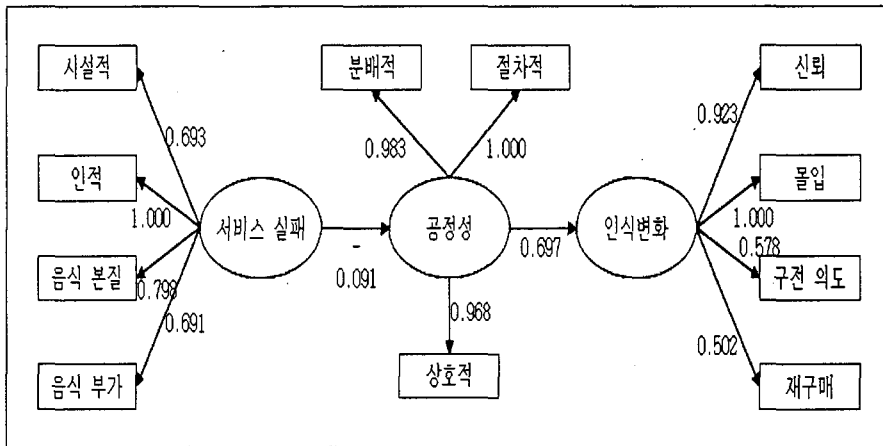 시설적
분배적
절차적
신뢰
0.693
0.983
1.000
0.923
인적
몰입
1.000
1.000
서비스 실패
공정성
인식변화
-
0.091
0.697
0.578
음식 본질
0.798
구전 의도
0.691
0.968
0.502
음식 부가
상호적
재구매